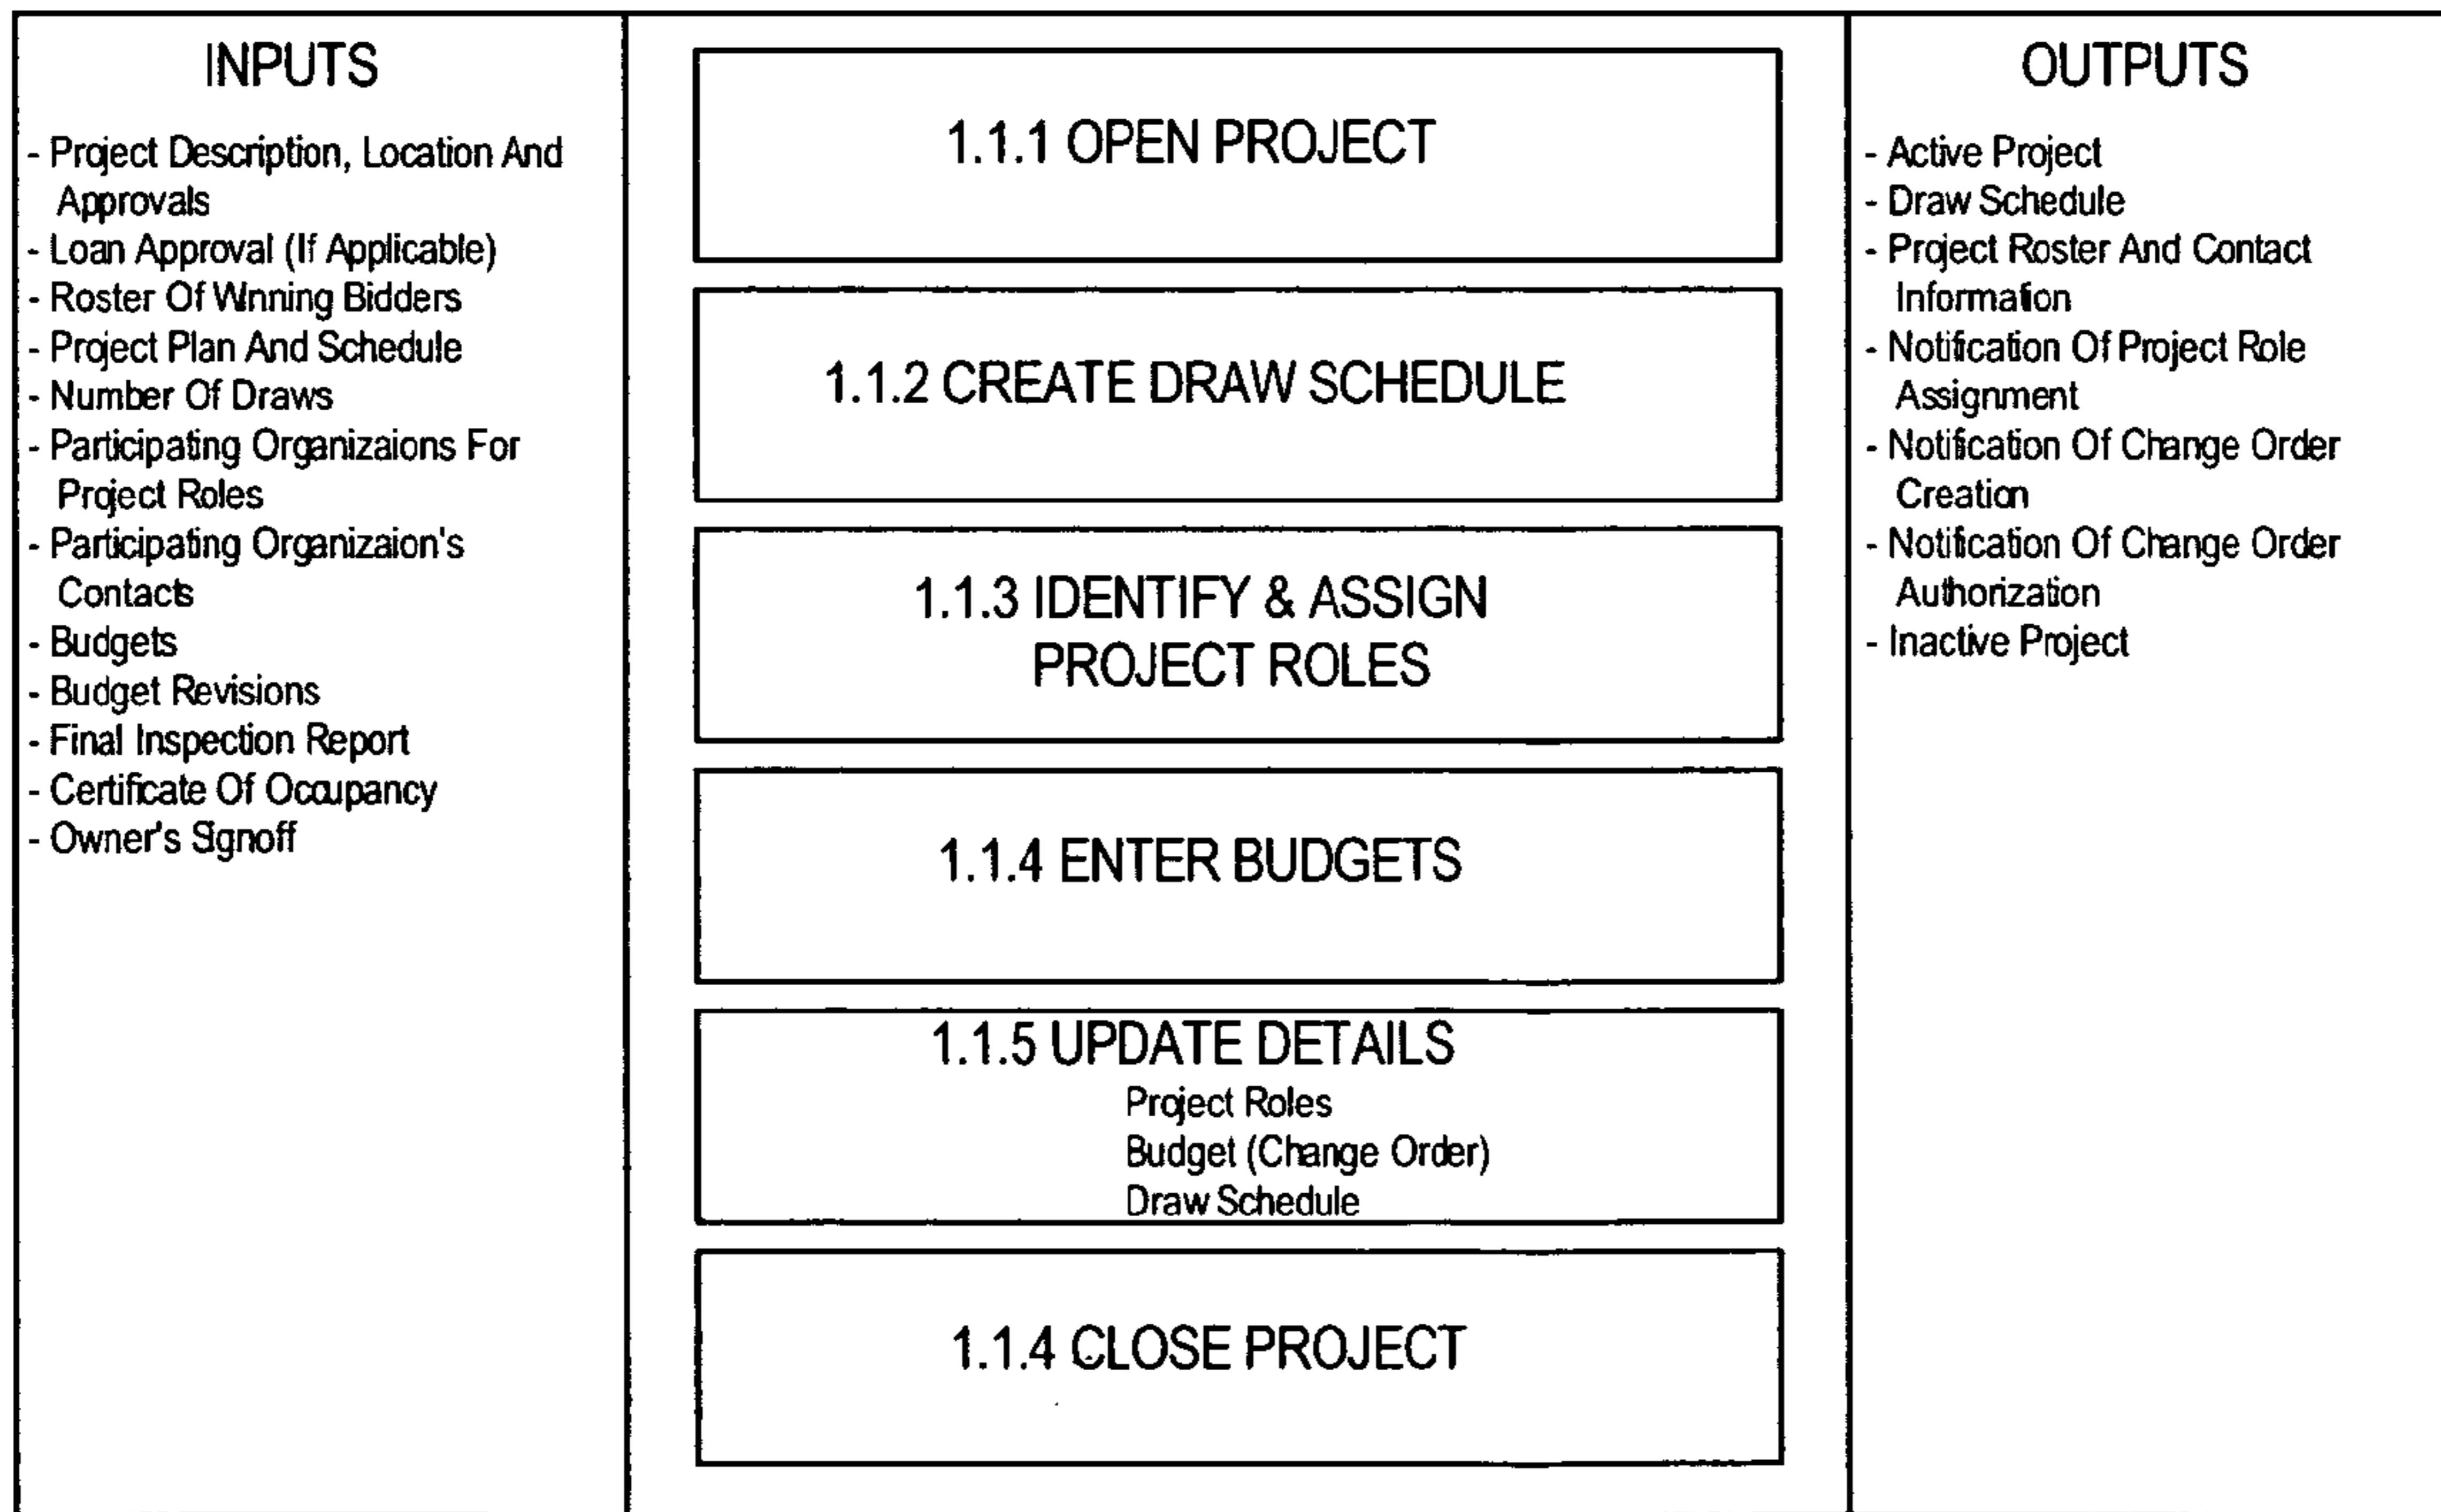 INPUTS
- Project Description, Location And
Approvals
- Loan Approval (If Applicable)
- Roster Of Winning Bidders
- Project Plan And Schedule
- Number Of Draws
- Participating Organizaions For
Project Roles
- Participating Organizaion's
Contacts
- Budgets
- Budget Revisions
- Final Inspection Report
- Certificate Of Occupancy
- Owner's Signoff
1.1.1 OPEN PROJECT
1.1.2 CREATE DRAW SCHEDULE
1.1.3 IDENTIFY & ASSIGN
PROJECT ROLES
1.1.4 ENTER BUDGETS
1.1.5 UPDATE DETAILS
Project Roles
Budget (Change Order)
Draw Schedule
1.1.4 CLOSE PROJECT
OUTPUTS
- Active Project
- Draw Schedule
- Project Roster And Contact
Information
- Notification Of Project Role
Assignment
- Notification Of Change Order
Creation
- Notification Of Change Order
Authorization
- Inactive Project